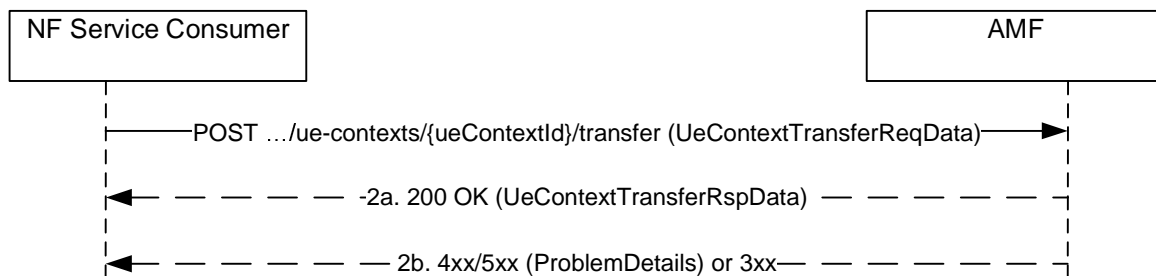 NF Service Consumer
AMF
POST …/ue-contexts/{ueContextId}/transfer (UeContextTransferReqData)
-2a. 200 OK (UeContextTransferRspData)
2b. 4xx/5xx (ProblemDetails) or 3xx